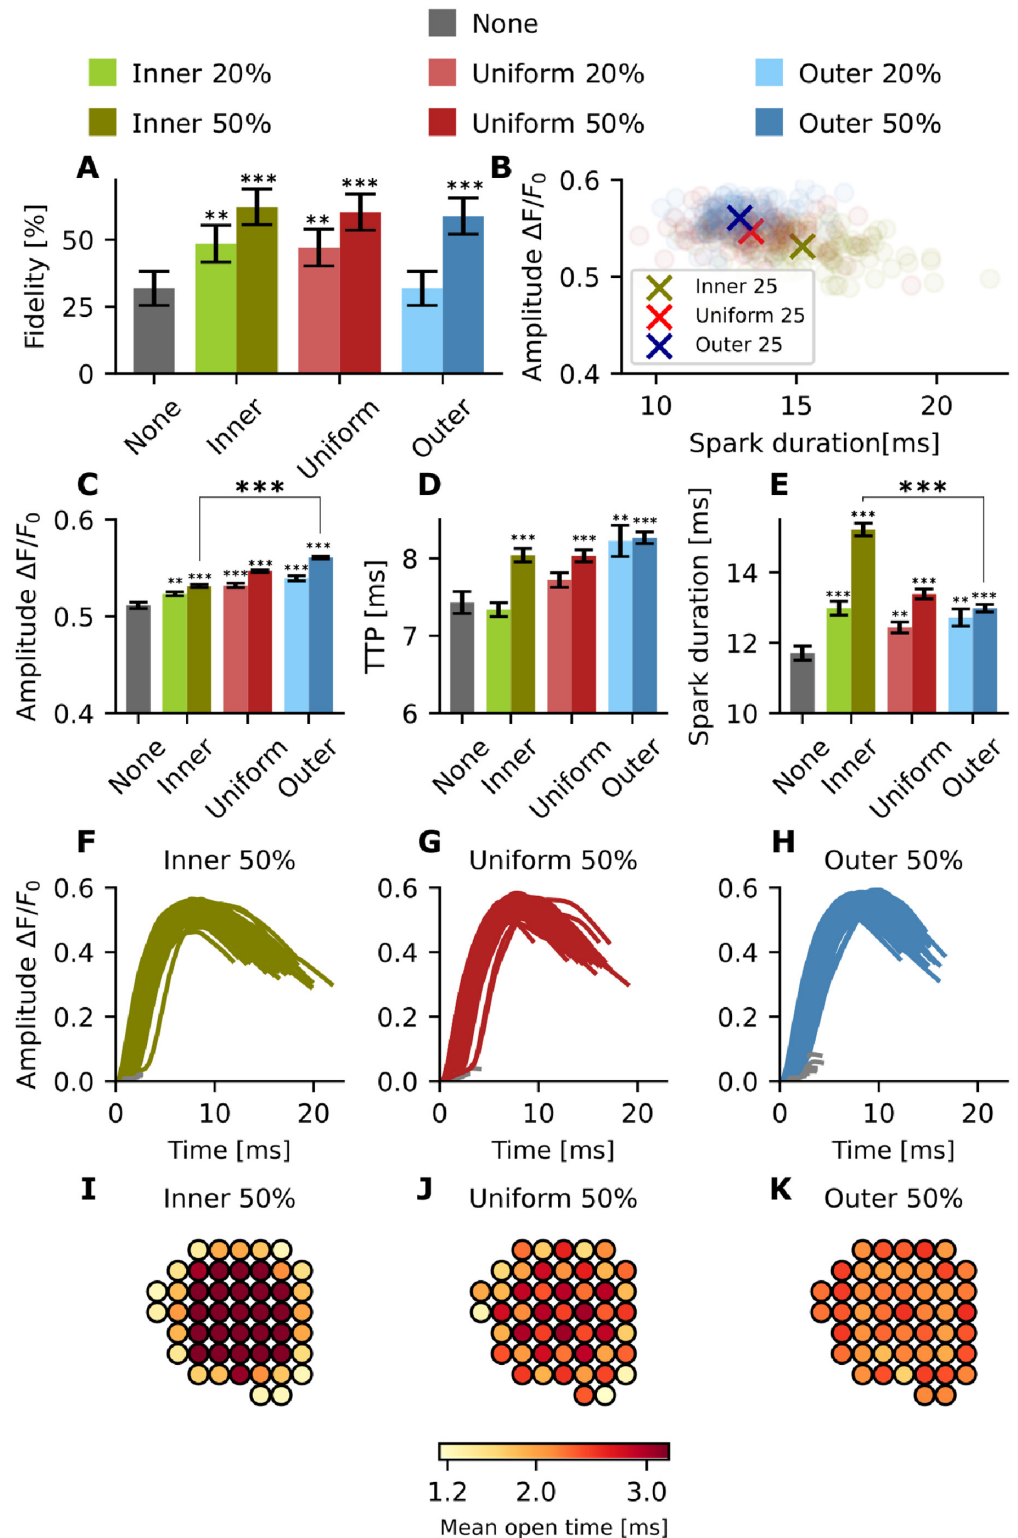 None
Inner 20% Uniform 20% Outer 20%
Inner 50% Uniform 50% Outer 50%
A
Fidelity [%]
50
25
0
** *** ** *** ***
None Inner Uniform Outer
B
Amplitude ΔF/F0
0.6
0.5
0.4
Inner 25
Uniform 25
Outer 25
10 15 20
Spark duration[ms]
C
Amplitude ΔF/F0
0.6
0.5
0.4
***
** *** *** *** *** ***
None Inner Uniform Outer
D
TTP [ms]
8
7
6
*** *** ** ***
None Inner Uniform Outer
E
Spark duration [ms]
14
12
10
***
*** *** ** *** ** ***
None Inner Uniform Outer
F
Inner 50%
Amplitude ΔF/F0
0.6
0.4
0.2
0.0
0 10 20
Time [ms]
G
Uniform 50%
0.6
0.4
0.2
0.0
0 10 20
Time [ms]
H
Outer 50%
0.6
0.4
0.2
0.0
0 10 20
Time [ms]
I
Inner 50%
J
Uniform 50%
K
Outer 50%
1.2 2.0 3.0
Mean open time [ms]